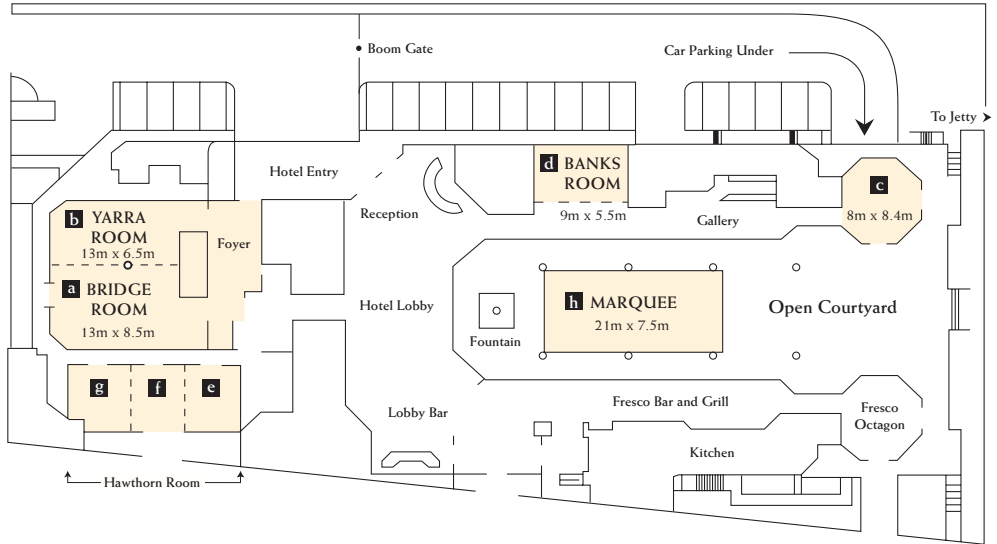 Boom Gate
Car Parking Under
To Jetty
Hotel Entry
d BANKS
ROOM
9m x 5.5m
c
8m x 8.4m
Reception
Gallery
b YARRA
ROOM
13m x 6.5m
Foyer
a BRIDGE
ROOM
13m x 8.5m
Hotel Lobby
Fountain
h MARQUEE
21m x 7.5m
Open Courtyard
g f e
Hawthorn Room
Lobby Bar
Fresco Bar and Grill
Fresco
Octagon
Kitchen